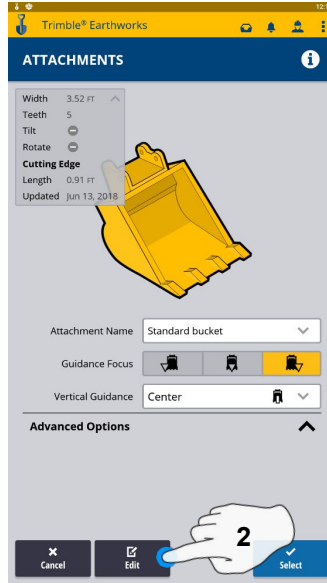 12:
Trimble® Earthworks
ATTACHMENTS
Width 3.52 FT
Teeth 5
Tilt
Rotate
Cutting Edge
Length 0.91 FT
Updated Jun 13, 2018
Attachment Name Standard bucket
Guidance Focus
Vertical Guidance Center
Advanced Options
2
Cancel Edit Select